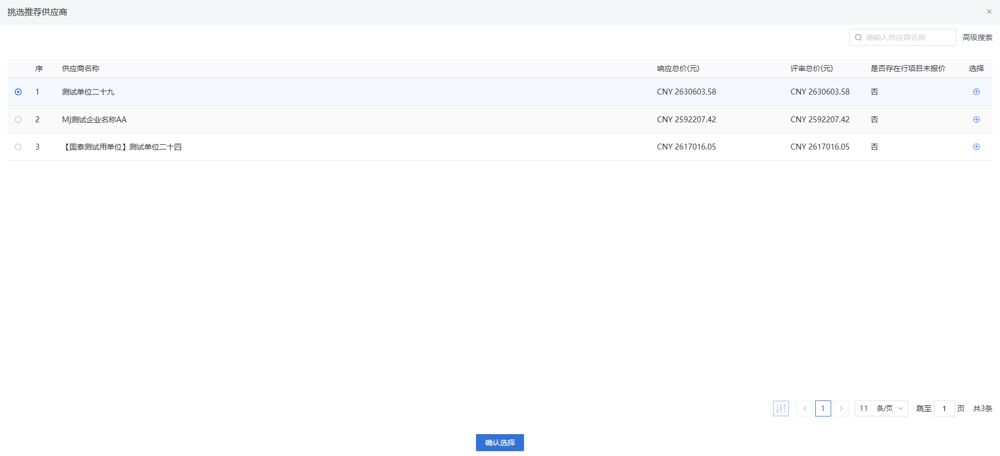 挑选推荐供应商
请输入供应商名称 高级搜索
序 供应商名称 响应总价(元) 评审总价(元) 是否存在行项目未报价 选择
1 测试单位二十九 CNY 2630603.58 CNY 2630603.58 否
2 Mj测试企业名称AA CNY 2592207.42 CNY 2592207.42 否
3 【国泰测试用单位】测试单位二十四 CNY 2617016.05 CNY 2617016.05 否
1 11 条/页 跳至 1 页 共3条
确认选择